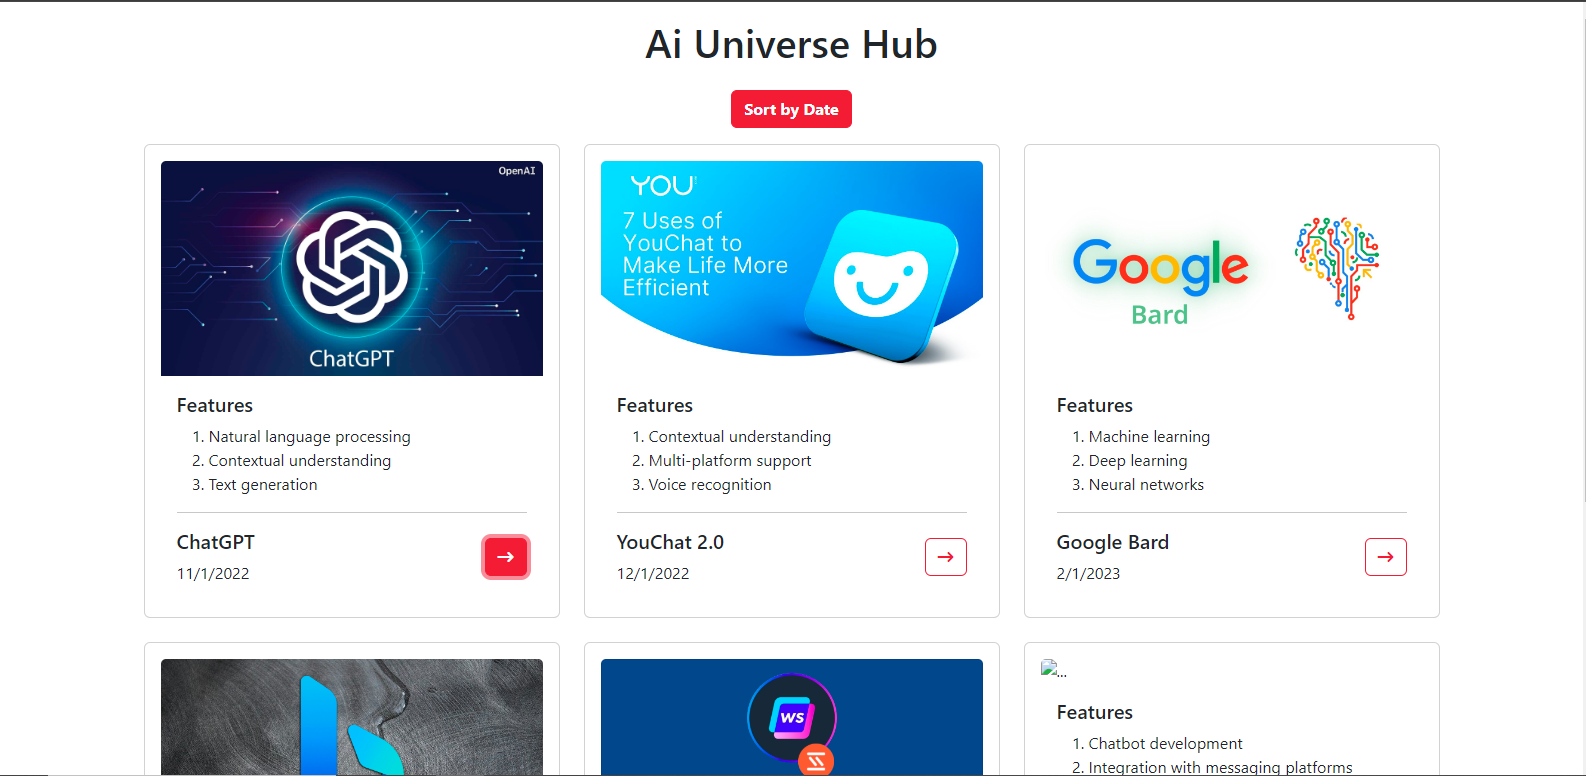 Ai Universe Hub
Sort by Date
OpenAI
ChatGPT
Features
1. Natural language processing
2. Contextual understanding
3. Text generation
ChatGPT
11/1/2022
YOU
7 Uses of
YouChat to
Make Life More
Efficient
Features
1. Contextual understanding
2. Multi-platform support
3. Voice recognition
YouChat 2.0
12/1/2022
Google
Bard
Features
1. Machine learning
2. Deep learning
3. Neural networks
Google Bard
2/1/2023
WS
...
Features
1. Chatbot development
2. Integration with messaging platforms